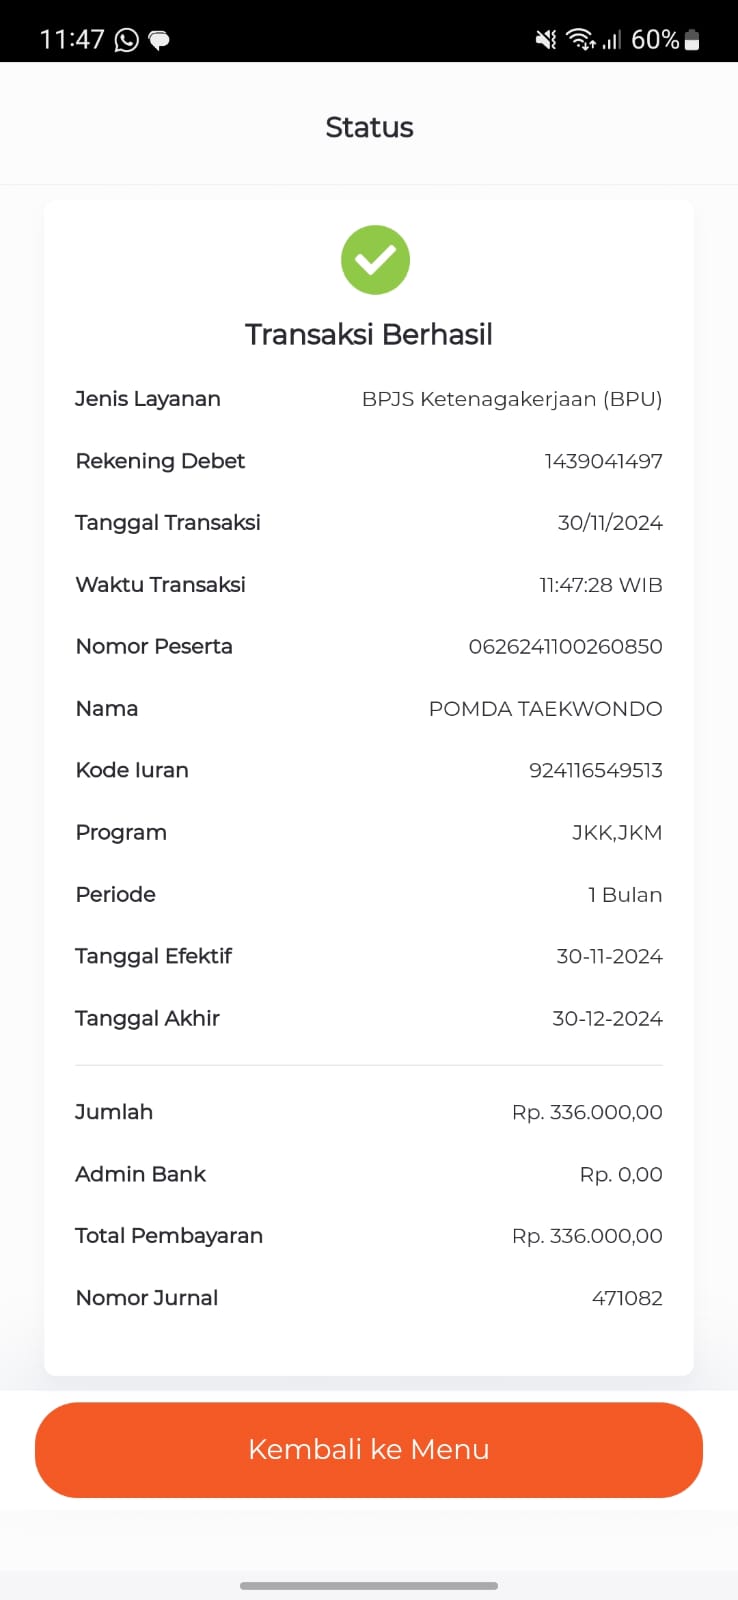 11:47 60%
Status
Transaksi Berhasil
Jenis Layanan BPJS Ketenagakerjaan (BPU)
Rekening Debet 1439041497
Tanggal Transaksi 30/11/2024
Waktu Transaksi 11:47:28 WIB
Nomor Peserta 0626241100260850
Nama POMDA TAEKWONDO
Kode Iuran 924116549513
Program JKK,JKM
Periode 1 Bulan
Tanggal Efektif 30-11-2024
Tanggal Akhir 30-12-2024
Jumlah Rp. 336.000,00
Admin Bank Rp. 0,00
Total Pembayaran Rp. 336.000,00
Nomor Jurnal 471082
Kembali ke Menu